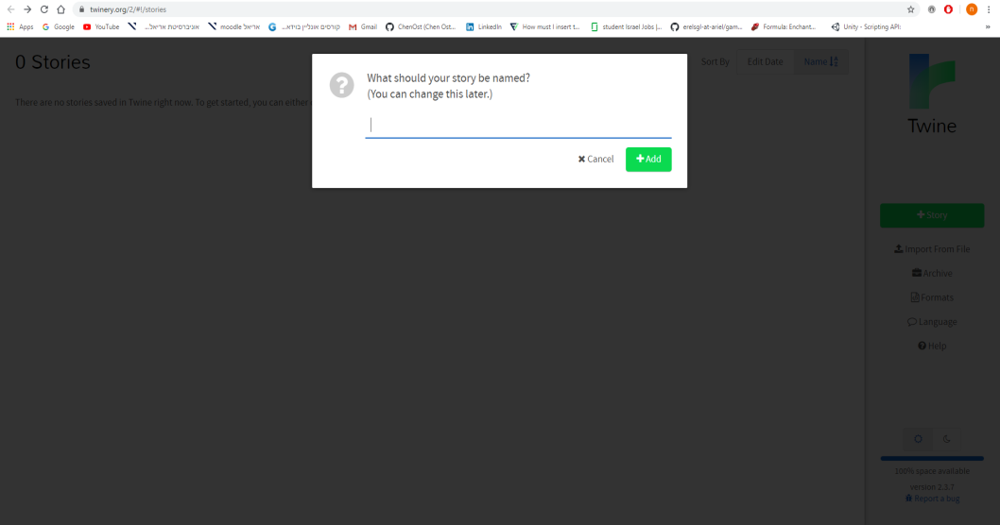 twinery.org/2/#!/stories
Apps Google YouTube אוניברסיטת אריאל... moodle אריאל קורסים אונליין בוידא... Gmail ChenOst (Chen Ost... LinkedIn How must I insert t... student Israel Jobs |... erelsgl-at-ariel/gam... Formula: Enchant... Unity - Scripting API: »
0 Stories
Sort By Edit Date Name
There are no stories saved in Twine right now. To get started, you can either
What should your story be named?
(You can change this later.)
Cancel Add
Twine
Story
Import From File
Archive
Formats
Language
Help
100% space available
version 2.3.7
Report a bug